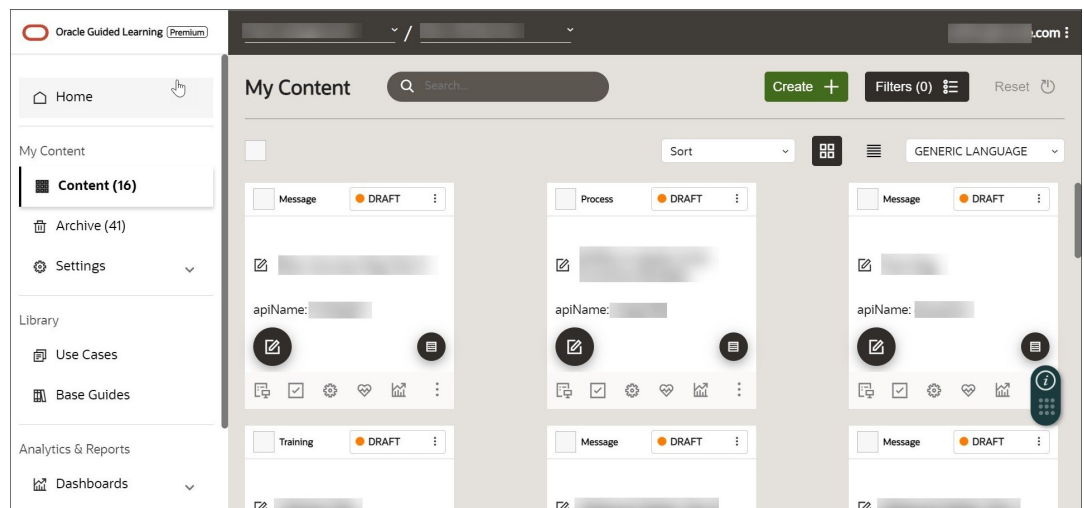 Oracle Guided Learning Premium
/
.com
Home
My Content
Content (16)
Archive (41)
Settings
Library
Use Cases
Base Guides
Analytics & Reports
Dashboards
My Content
Search...
Create +
Filters (0)
Reset
Sort
GENERIC LANGUAGE
Message DRAFT
apiName:
Process DRAFT
apiName:
Message DRAFT
apiName:
Training DRAFT
Message DRAFT
Message DRAFT